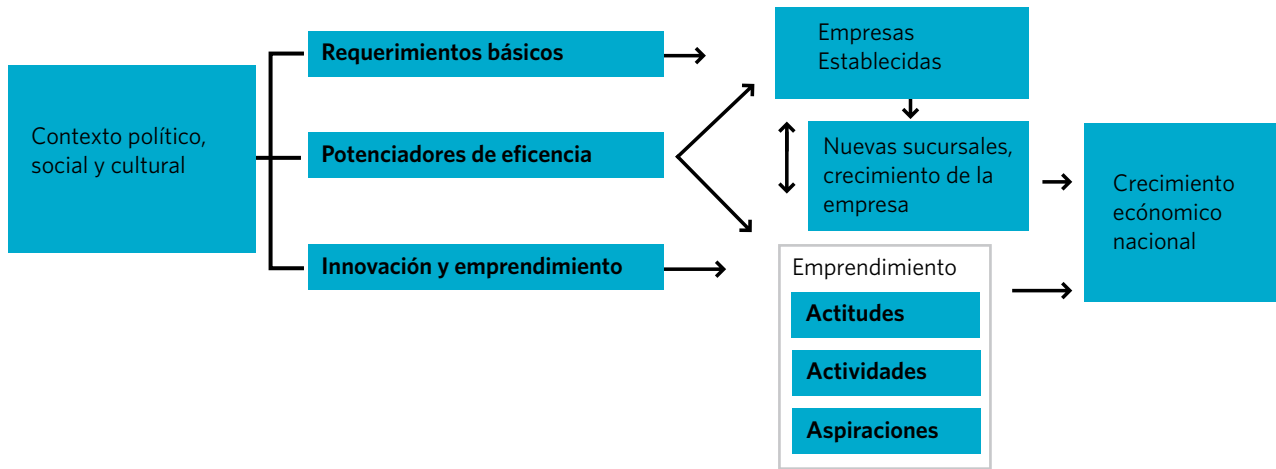 Contexto político,
social y cultural
Requerimientos básicos
Potenciadores de eficencia
Innovación y emprendimiento
Empresas
Establecidas
Nuevas sucursales,
crecimiento de la
empresa
Emprendimiento
Actitudes
Actividades
Aspiraciones
Crecimiento
ecónomico
nacional